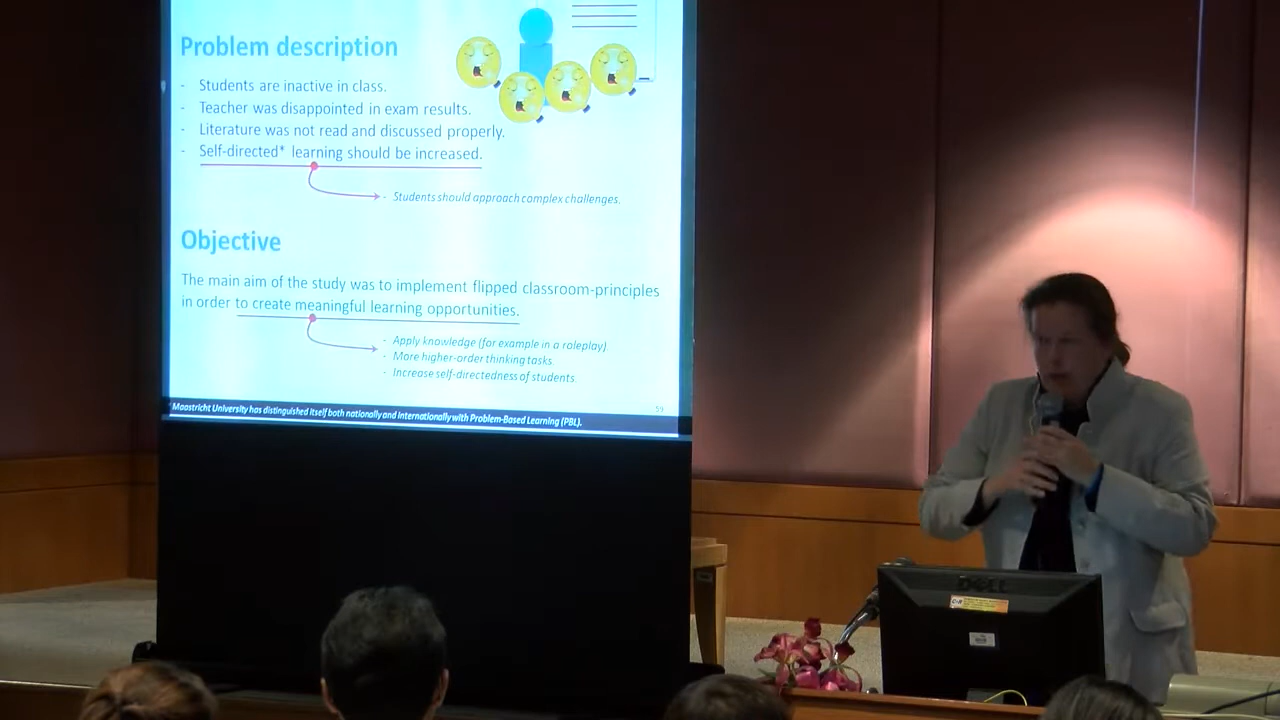 Problem description
- Students are inactive in class.
- Teacher was disappointed in exam results.
- Literature was not read and discussed properly.
- Self-directed* learning should be increased.
- Students should approach complex challenges.
Objective
The main aim of the study was to implement flipped classroom-principles
in order to create meaningful learning opportunities.
- Apply knowledge (for example in a roleplay)
- More higher-order thinking tasks
- Increase self-directedness of students
Maastricht University has distinguished itself both nationally and internationally with Problem-Based Learning (PBL).
59
DELL